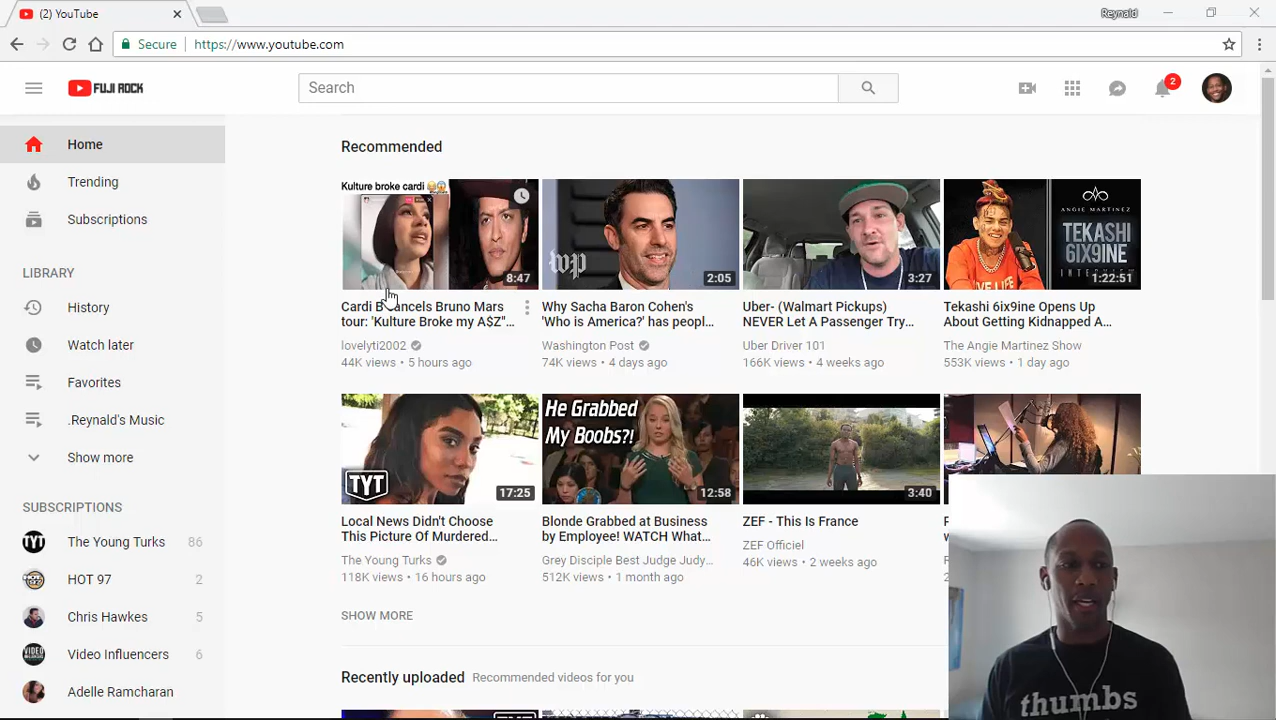 (2) YouTube
Reynald
Secure
https://www.youtube.com
FUJI ROCK
Search
2
Home
Trending
Subscriptions
LIBRARY
History
Watch later
Favorites
.Reynald's Music
Show more
SUBSCRIPTIONS
The Young Turks 86
HOT 97 2
Chris Hawkes 5
Video Influencers 6
Adelle Ramcharan
Recommended
Kulture broke cardi
8:47
Cardi B cancels Bruno Mars
tour: 'Kulture Broke my A$Z"...
lovelyti2002
44K views • 5 hours ago
wp
2:05
Why Sacha Baron Cohen's
'Who is America?' has peopl...
Washington Post
74K views • 4 days ago
3:27
Uber- (Walmart Pickups)
NEVER Let A Passenger Try...
Uber Driver 101
166K views • 4 weeks ago
ANGIE MARTINEZ
TEKASHI
6IX9INE
INTERVIEW
1:22:51
Tekashi 6ix9ine Opens Up
About Getting Kidnapped A...
The Angie Martinez Show
553K views • 1 day ago
TYT
17:25
Local News Didn't Choose
This Picture Of Murdered...
The Young Turks
118K views • 16 hours ago
He Grabbed
My Boobs?!
12:58
Blonde Grabbed at Business
by Employee! WATCH What...
Grey Disciple Best Judge Judy...
512K views • 1 month ago
3:40
ZEF - This Is France
ZEF Officiel
46K views • 2 weeks ago
SHOW MORE
Recently uploaded Recommended videos for you
thumbs